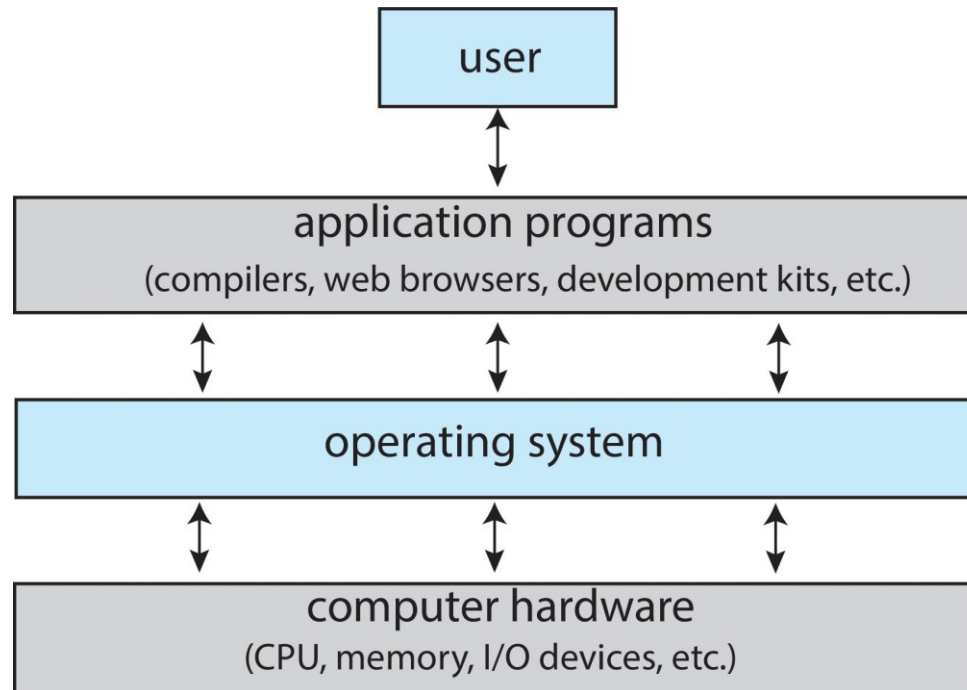 user
application programs
(compilers, web browsers, development kits, etc.)
operating system
computer hardware
(CPU, memory, I/O devices, etc.)